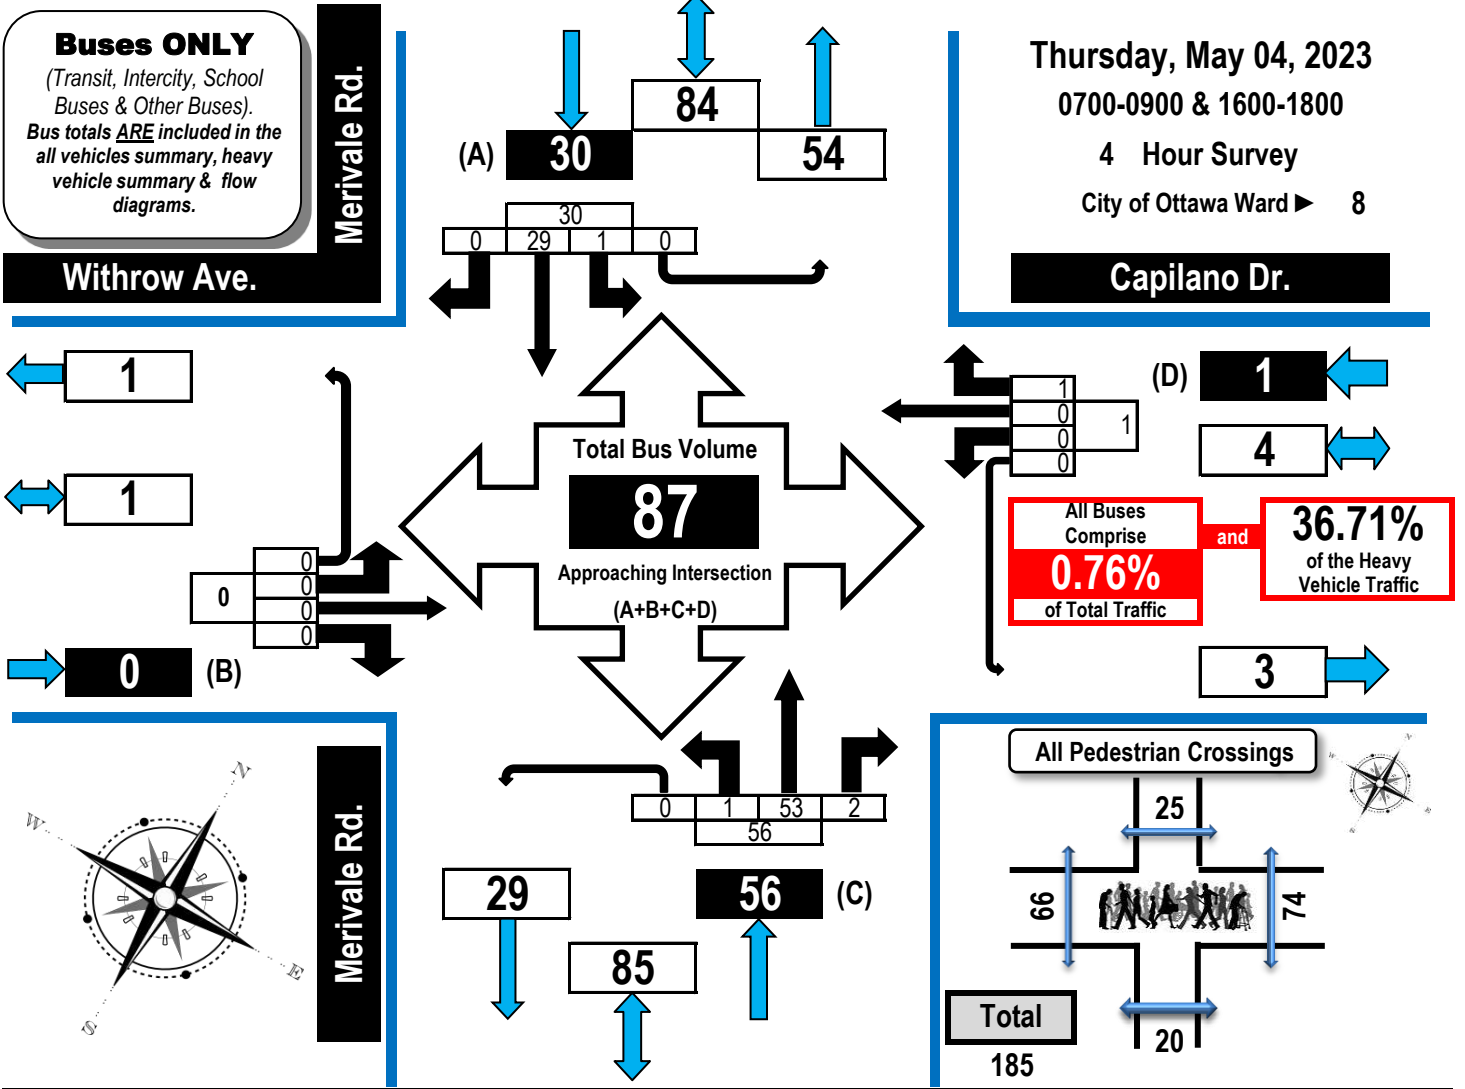 Buses ONLY
(Transit, Intercity, School
Buses & Other Buses).
Bus totals ARE included in the
all vehicles summary, heavy
vehicle summary & flow
diagrams.
Merivale Rd.
Withrow Ave.
84
(A) 30
54
30
0 29 1 0
Thursday, May 04, 2023
0700-0900 & 1600-1800
4 Hour Survey
City of Ottawa Ward ► 8
Capilano Dr.
1
1
0
0
0
0
0
0 (B)
Total Bus Volume
87
Approaching Intersection
(A+B+C+D)
(D) 1
1
0
0
0
1
4
All Buses
Comprise
0.76%
of Total Traffic
and
36.71%
of the Heavy
Vehicle Traffic
3
0 1 53 2
56
29
56 (C)
85
Merivale Rd.
N
W
E
S
All Pedestrian Crossings
N
W
E
S
25
66
74
20
Total
185